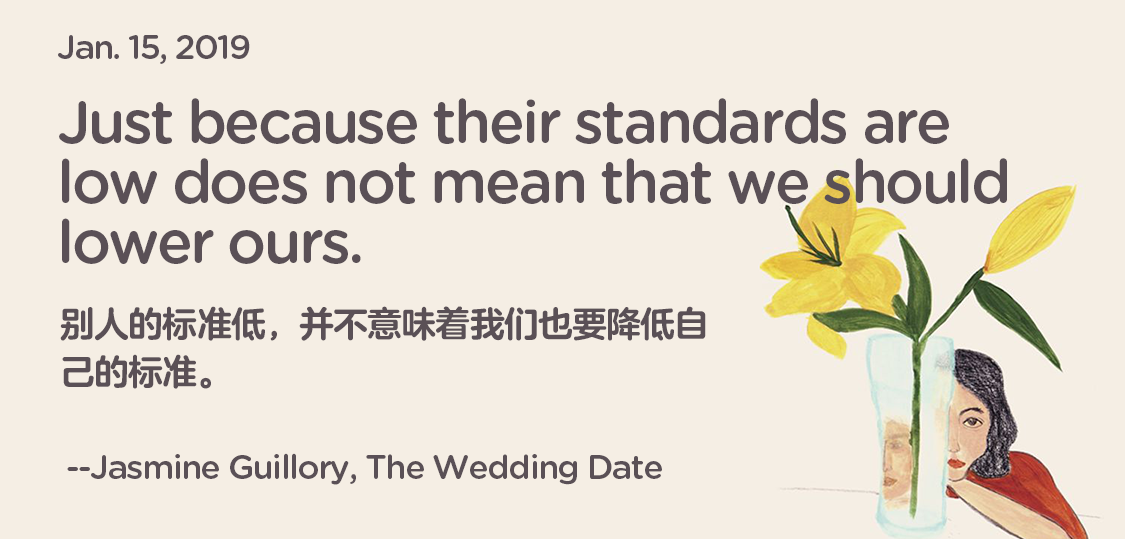 Jan. 15, 2019
Just because their standards are
low does not mean that we should
lower ours.
别人的标准低，并不意味着我们也要降低自
己的标准。
--Jasmine Guillory, The Wedding Date